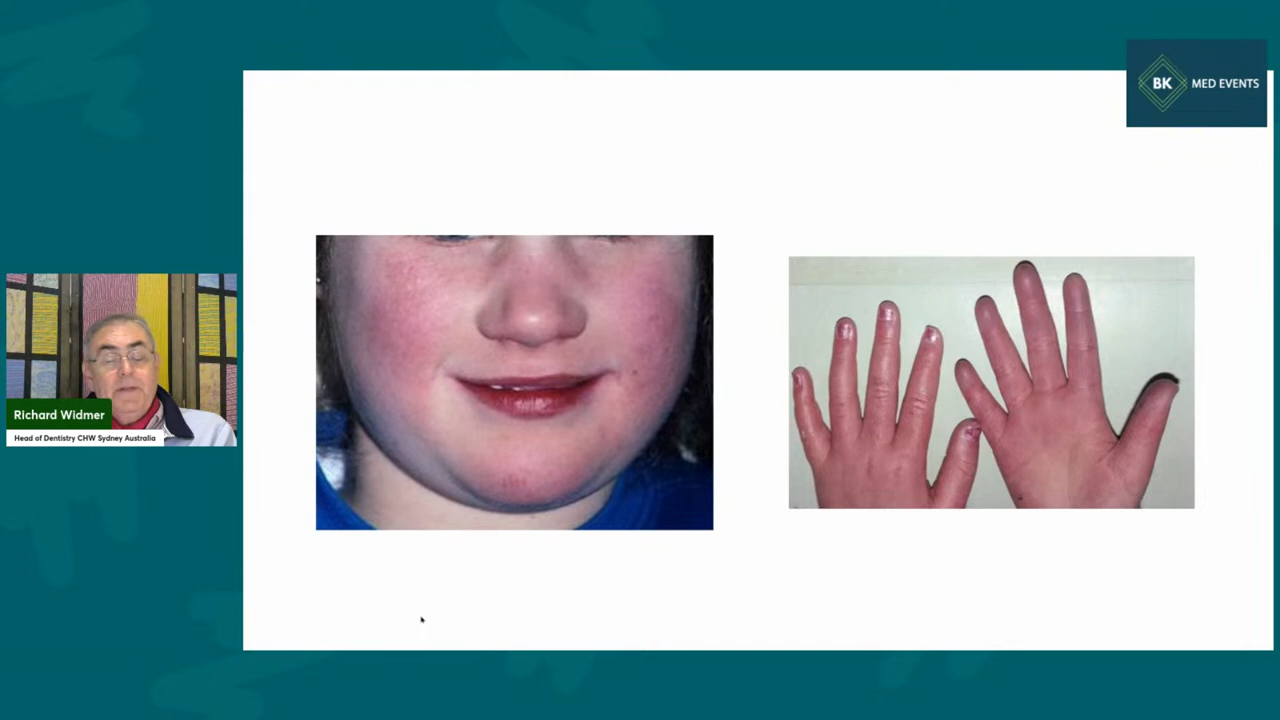 BK MED EVENTS
Richard Widmer
Head of Dentistry CHW Sydney Australia